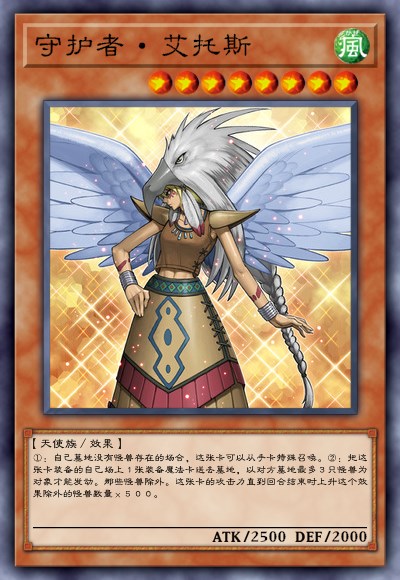 守护者・艾托斯
風
【天使族／效果】
①：自己墓地没有怪兽存在的场合，这张卡可以从手卡特殊召唤。②：把这
张卡装备的自己场上1张装备魔法卡送去墓地，以对方墓地最多3只怪兽为
对象才能发动。那些怪兽除外。这张卡的攻击力直到回合结束时上升这个效
果除外的怪兽数量×５００。
ATK/2500 DEF/2000